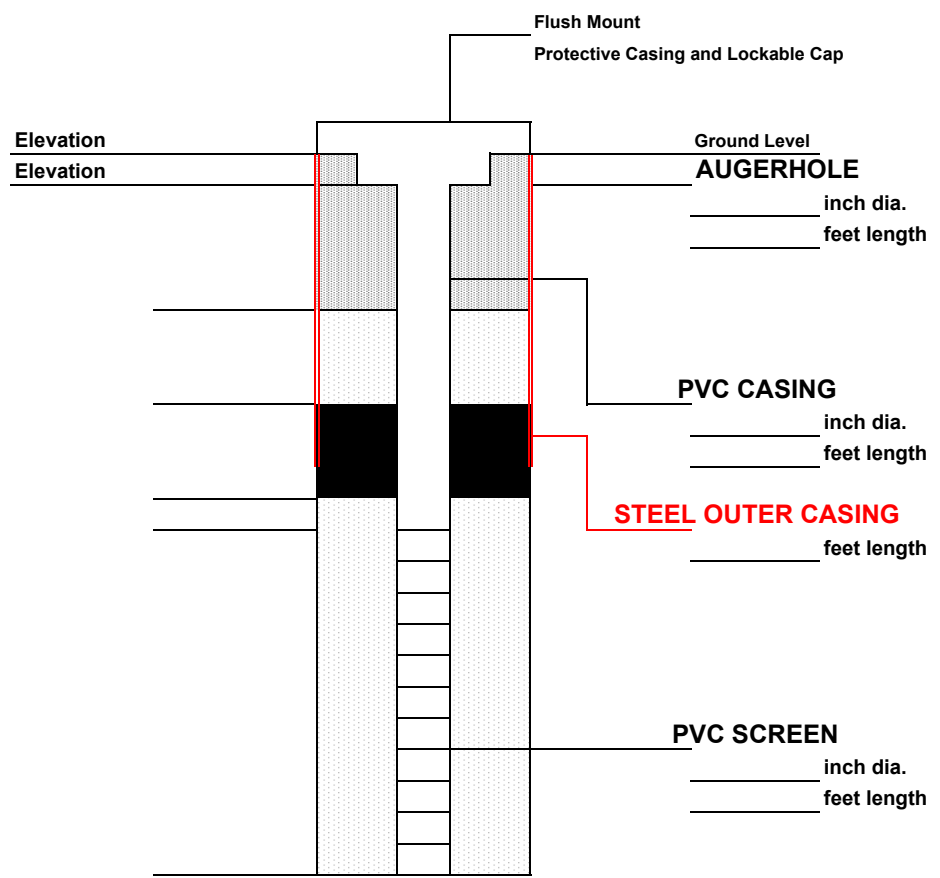 Flush Mount
Protective Casing and Lockable Cap
Elevation
Ground Level
Elevation
AUGERHOLE
inch dia.
feet length
PVC CASING
inch dia.
feet length
STEEL OUTER CASING
feet length
PVC SCREEN
inch dia.
feet length